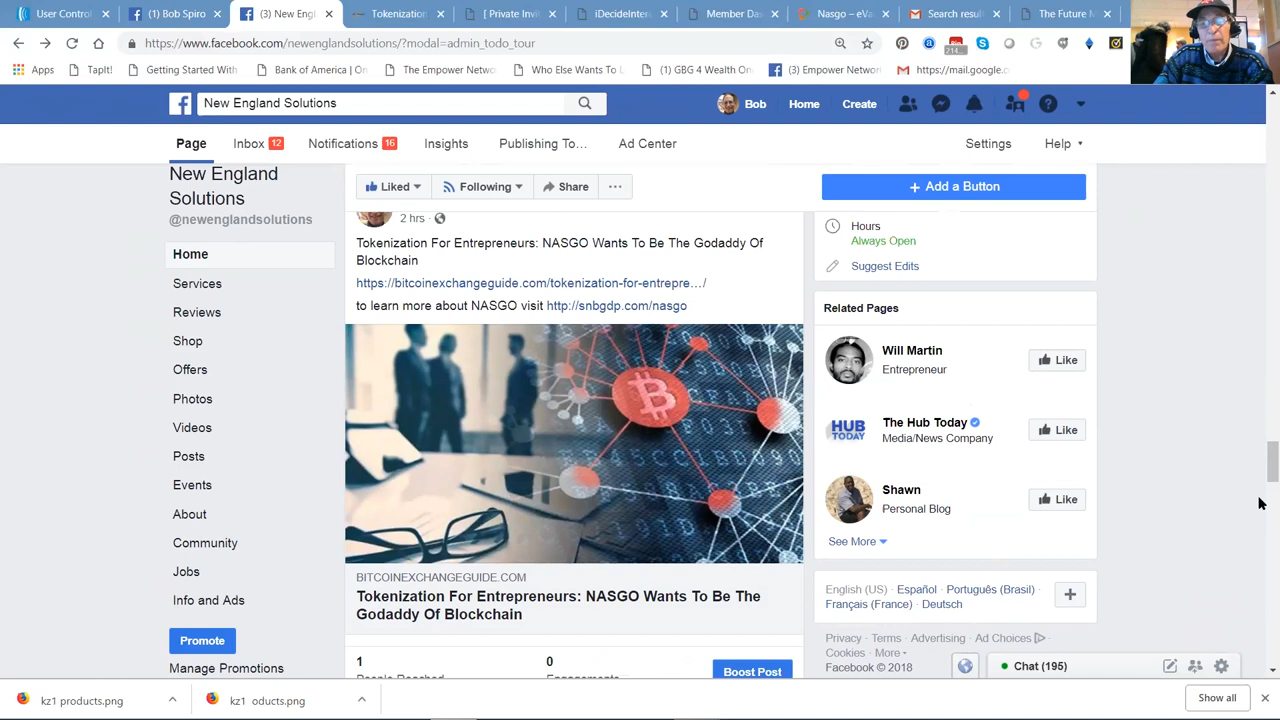 User Control
(1) Bob Spiro
(3) New Engl
Tokenization
[ Private Invit
iDecideInter
Member Das
Nasgo – eVa
Search resul
The Future M
https://www.facebook.com/newenglandsolutions/?modal=admin_todo_tour
Apps
TapIt!
Getting Started With
Bank of America | On
The Empower Netwo
Who Else Wants To L
(1) GBG 4 Wealth On
(3) Empower Networ
https://mail.google.c
New England Solutions
Bob
Home
Create
Page
Inbox 12
Notifications 16
Insights
Publishing To…
Ad Center
Settings
Help
New England
Solutions
@newenglandsolutions
Home
Services
Reviews
Shop
Offers
Photos
Videos
Posts
Events
About
Community
Jobs
Info and Ads
Promote
Manage Promotions
Liked
Following
Share
...
+ Add a Button
2 hrs ·
Tokenization For Entrepreneurs: NASGO Wants To Be The Godaddy Of
Blockchain
https://bitcoinexchangeguide.com/tokenization-for-entrepre…/
to learn more about NASGO visit http://snbgdp.com/nasgo
BITCOINEXCHANGEGUIDE.COM
Tokenization For Entrepreneurs: NASGO Wants To Be The
Godaddy Of Blockchain
1
People Reached
0
Engagements
Boost Post
Hours
Always Open
Suggest Edits
Related Pages
Will Martin
Entrepreneur
Like
HUB
TODAY
The Hub Today
Media/News Company
Like
Shawn
Personal Blog
Like
See More
English (US) · Español · Português (Brasil) ·
Français (France) · Deutsch
Privacy · Terms · Advertising · Ad Choices ·
Cookies · More
Facebook © 2018
Chat (195)
kz1 products.png
kz1 oducts.png
Show all